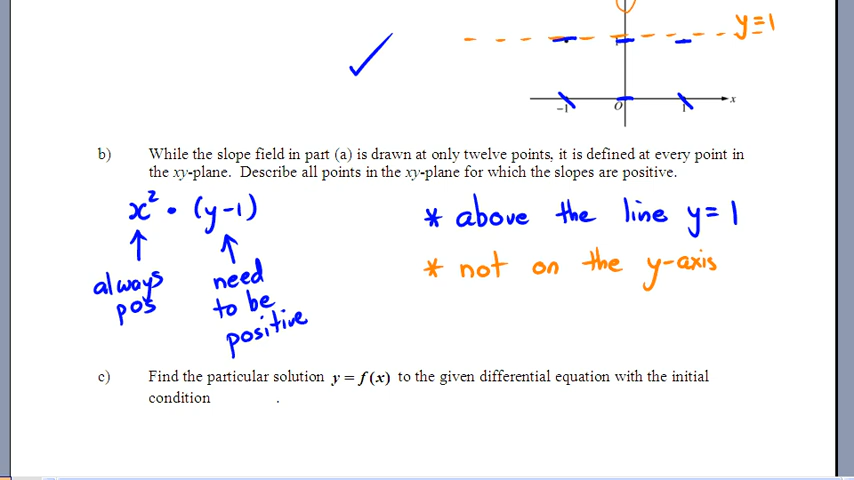 y=1
-1
O
1
x
b) While the slope field in part (a) is drawn at only twelve points, it is defined at every point in
the xy-plane. Describe all points in the xy-plane for which the slopes are positive.
x² • (y-1)
always
pos
need
to be
positive
* above the line y=1
* not on the y-axis
c) Find the particular solution y = f(x) to the given differential equation with the initial
condition .